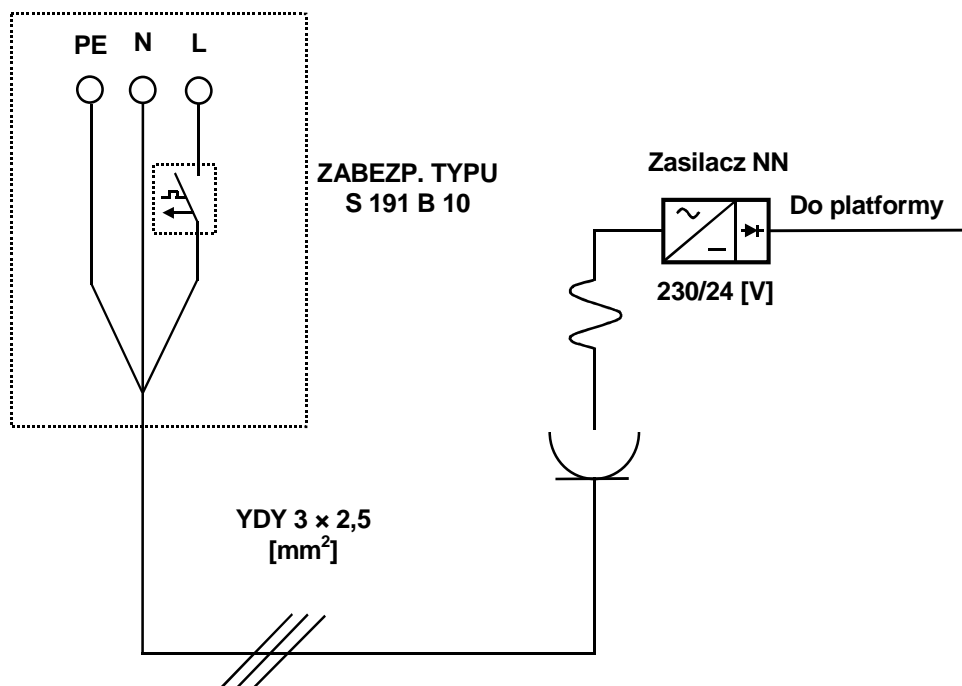 PE N L
ZABEZP. TYPU
S 191 B 10
Zasilacz NN
Do platformy
230/24 [V]
YDY 3 × 2,5
[mm²]